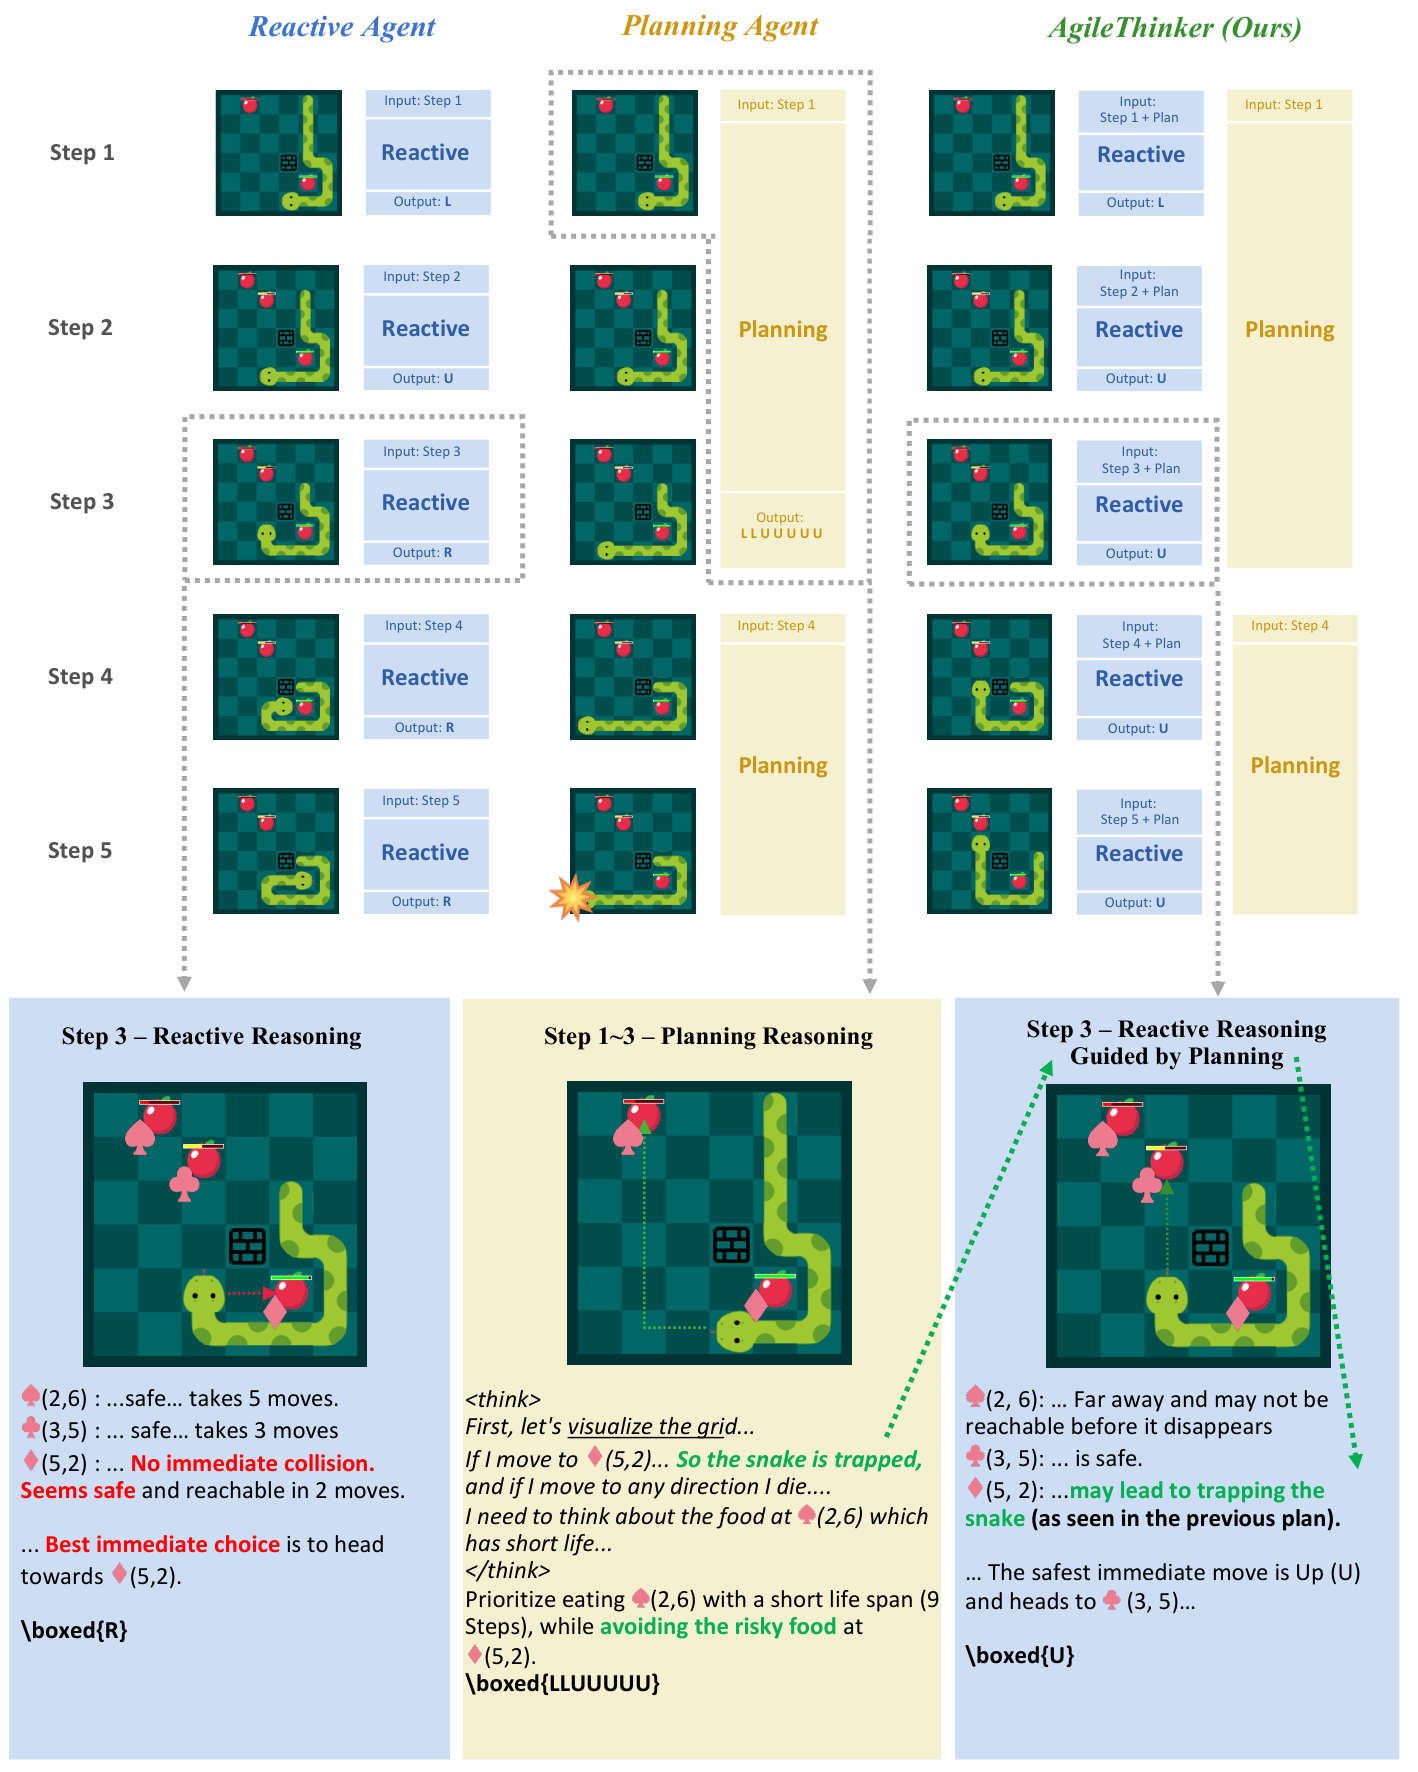 Reactive Agent
Planning Agent
AgileThinker (Ours)
Step 1
Input: Step 1
Reactive
Output: L
Input: Step 1
Input:
Step 1 + Plan
Reactive
Output: L
Input: Step 1
Step 2
Input: Step 2
Reactive
Output: U
Planning
Input:
Step 2 + Plan
Reactive
Output: U
Planning
Step 3
Input: Step 3
Reactive
Output: R
Output:
L L U U U U U
Input:
Step 3 + Plan
Reactive
Output: U
Step 4
Input: Step 4
Reactive
Output: R
Input: Step 4
Planning
Input:
Step 4 + Plan
Reactive
Output: U
Input: Step 4
Planning
Step 5
Input: Step 5
Reactive
Output: R
Input:
Step 5 + Plan
Reactive
Output: U
Step 3 – Reactive Reasoning
♠(2,6) : ...safe... takes 5 moves.
♣(3,5) : ... safe... takes 3 moves
♦(5,2) : ... No immediate collision.
Seems safe and reachable in 2 moves.
... Best immediate choice is to head
towards ♦(5,2).
\boxed{R}
Step 1~3 – Planning Reasoning
<think>
First, let's visualize the grid...
If I move to ♦(5,2)... So the snake is trapped,
and if I move to any direction I die....
I need to think about the food at ♠(2,6) which
has short life...
</think>
Prioritize eating ♠(2,6) with a short life span (9
Steps), while avoiding the risky food at
♦(5,2).
\boxed{LLUUUUU}
Step 3 – Reactive Reasoning
Guided by Planning
♠(2, 6): ... Far away and may not be
reachable before it disappears
♣(3, 5): ... is safe.
♦(5, 2): ...may lead to trapping the
snake (as seen in the previous plan).
... The safest immediate move is Up (U)
and heads to ♣ (3, 5)...
\boxed{U}